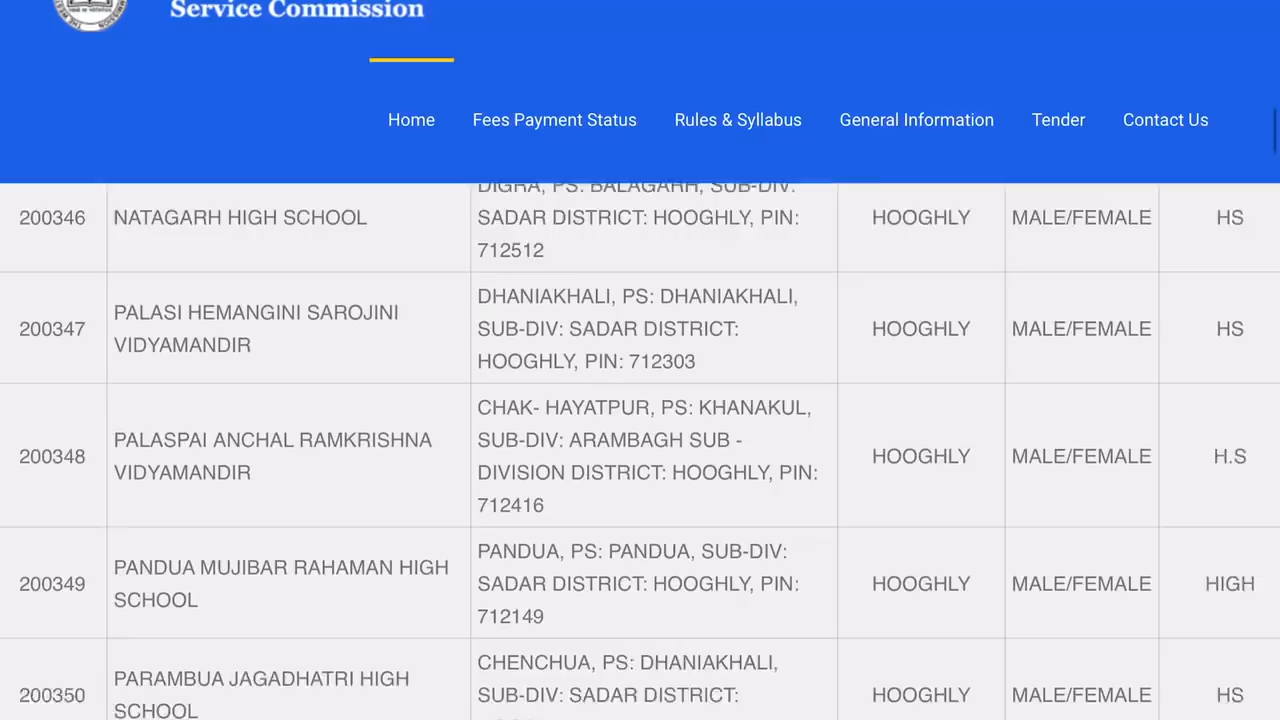 Service Commission
Home Fees Payment Status Rules & Syllabus General Information Tender Contact Us
DIGRA, PS: BALAGARH, SUB-DIV:
200346 NATAGARH HIGH SCHOOL SADAR DISTRICT: HOOGHLY, PIN: HOOGHLY MALE/FEMALE HS
712512
DHANIAKHALI, PS: DHANIAKHALI,
PALASI HEMANGINI SAROJINI
200347 SUB-DIV: SADAR DISTRICT: HOOGHLY MALE/FEMALE HS
VIDYAMANDIR
HOOGHLY, PIN: 712303
CHAK- HAYATPUR, PS: KHANAKUL,
PALASPAI ANCHAL RAMKRISHNA SUB-DIV: ARAMBAGH SUB -
200348 HOOGHLY MALE/FEMALE H.S
VIDYAMANDIR DIVISION DISTRICT: HOOGHLY, PIN:
712416
PANDUA, PS: PANDUA, SUB-DIV:
PANDUA MUJIBAR RAHAMAN HIGH
200349 SADAR DISTRICT: HOOGHLY, PIN: HOOGHLY MALE/FEMALE HIGH
SCHOOL
712149
CHENCHUA, PS: DHANIAKHALI,
PARAMBUA JAGADHATRI HIGH
200350 SUB-DIV: SADAR DISTRICT: HOOGHLY MALE/FEMALE HS
SCHOOL